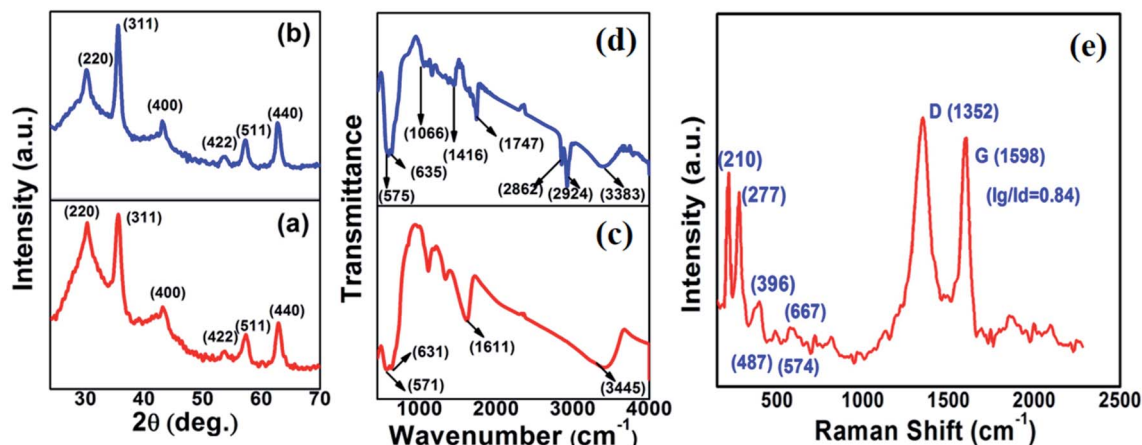 (b)
(311)
(220)
(400)
(422)
(511)
(440)
(a)
(220)
(311)
(400)
(422)
(511)
(440)
20 30 40 50 60 70
2θ (deg.)
Intensity (a.u.)
(d)
(1066)
(1416)
(1747)
(635)
(575)
(2862)
(2924)
(3383)
(c)
(631)
(571)
(1611)
(3445)
1000 2000 3000 4000
Wavenumber (cm⁻¹)
Transmittance
(e)
D (1352)
G (1598)
(Ig/Id=0.84)
(210)
(277)
(396)
(667)
(487)
(574)
500 1000 1500 2000 2500
Raman Shift (cm⁻¹)
Intensity (a.u.)